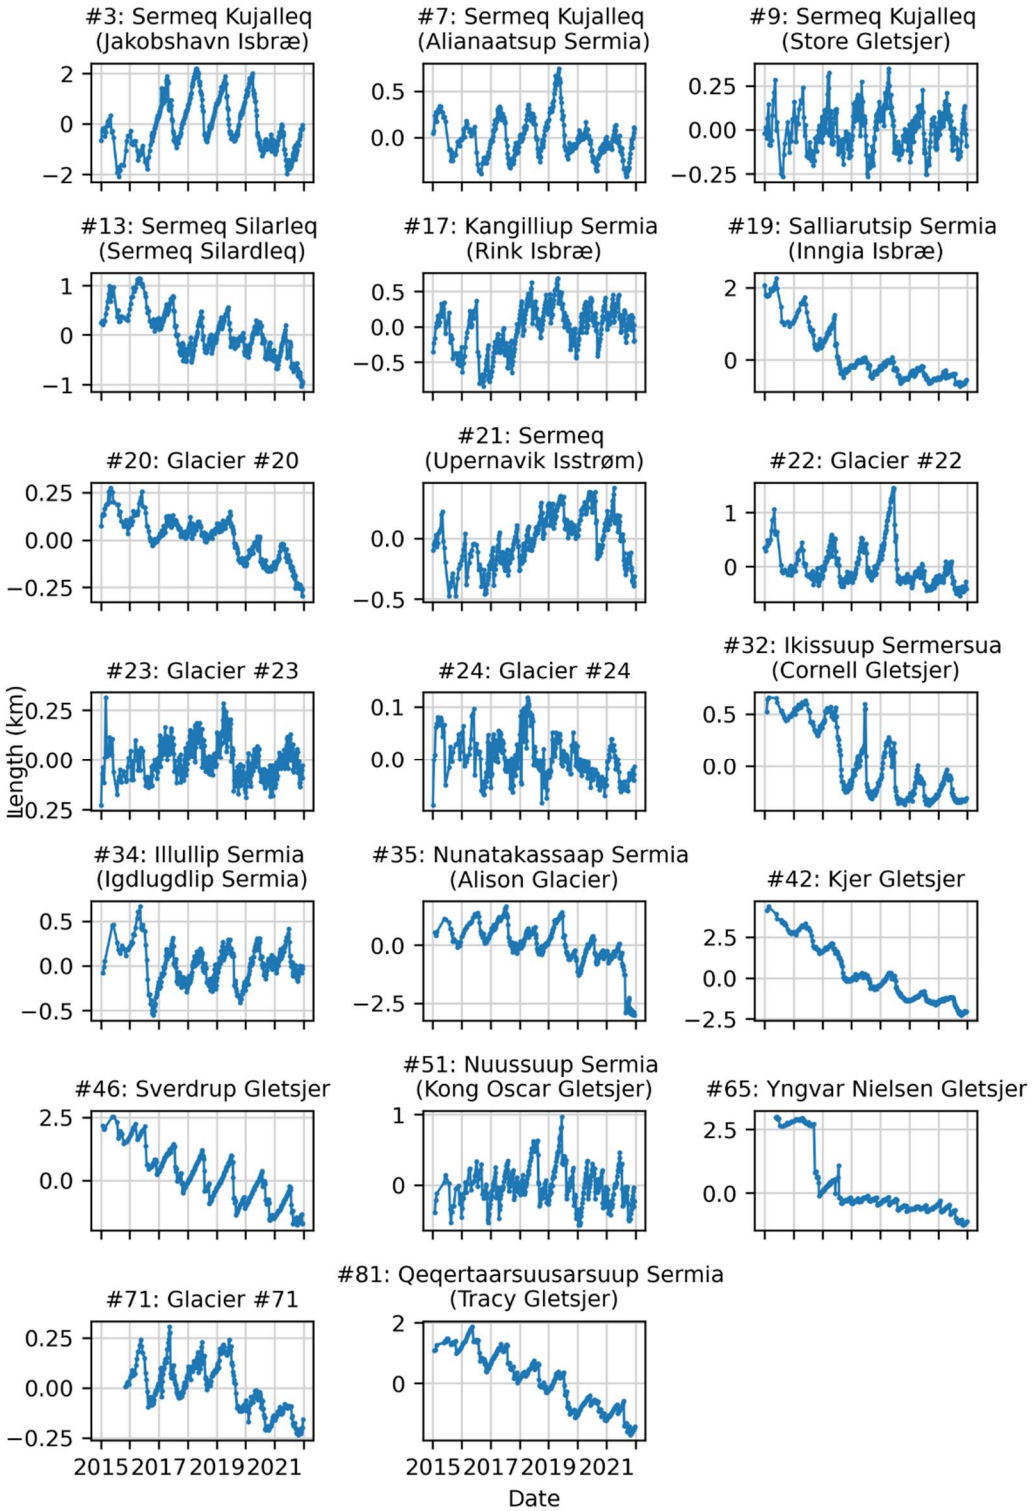 #3: Sermeq Kujalleq
(Jakobshavn Isbræ)
2
0
−2
#7: Sermeq Kujalleq
(Alianaatsup Sermia)
0.5
0.0
#9: Sermeq Kujalleq
(Store Gletsjer)
0.25
0.00
−0.25
#13: Sermeq Silarleq
(Sermeq Silardleq)
1
0
−1
#17: Kangilliup Sermia
(Rink Isbræ)
0.5
0.0
−0.5
#19: Salliarutsip Sermia
(Inngia Isbræ)
2
0
#20: Glacier #20
0.25
0.00
−0.25
#21: Sermeq
(Upernavik Isstrøm)
0.0
−0.5
#22: Glacier #22
1
0
#23: Glacier #23
0.25
0.00
0.25
Length (km)
#24: Glacier #24
0.1
0.0
#32: Ikissuup Sermersua
(Cornell Gletsjer)
0.5
0.0
#34: Illullip Sermia
(Igdlugdlip Sermia)
0.5
0.0
−0.5
#35: Nunatakassaap Sermia
(Alison Glacier)
0.0
−2.5
#42: Kjer Gletsjer
2.5
0.0
−2.5
#46: Sverdrup Gletsjer
2.5
0.0
#51: Nuussuup Sermia
(Kong Oscar Gletsjer)
1
0
#65: Yngvar Nielsen Gletsjer
2.5
0.0
#71: Glacier #71
0.25
0.00
−0.25
2015 2017 2019 2021
#81: Qeqertaarsuusarsuup Sermia
(Tracy Gletsjer)
2
0
2015 2017 2019 2021
Date